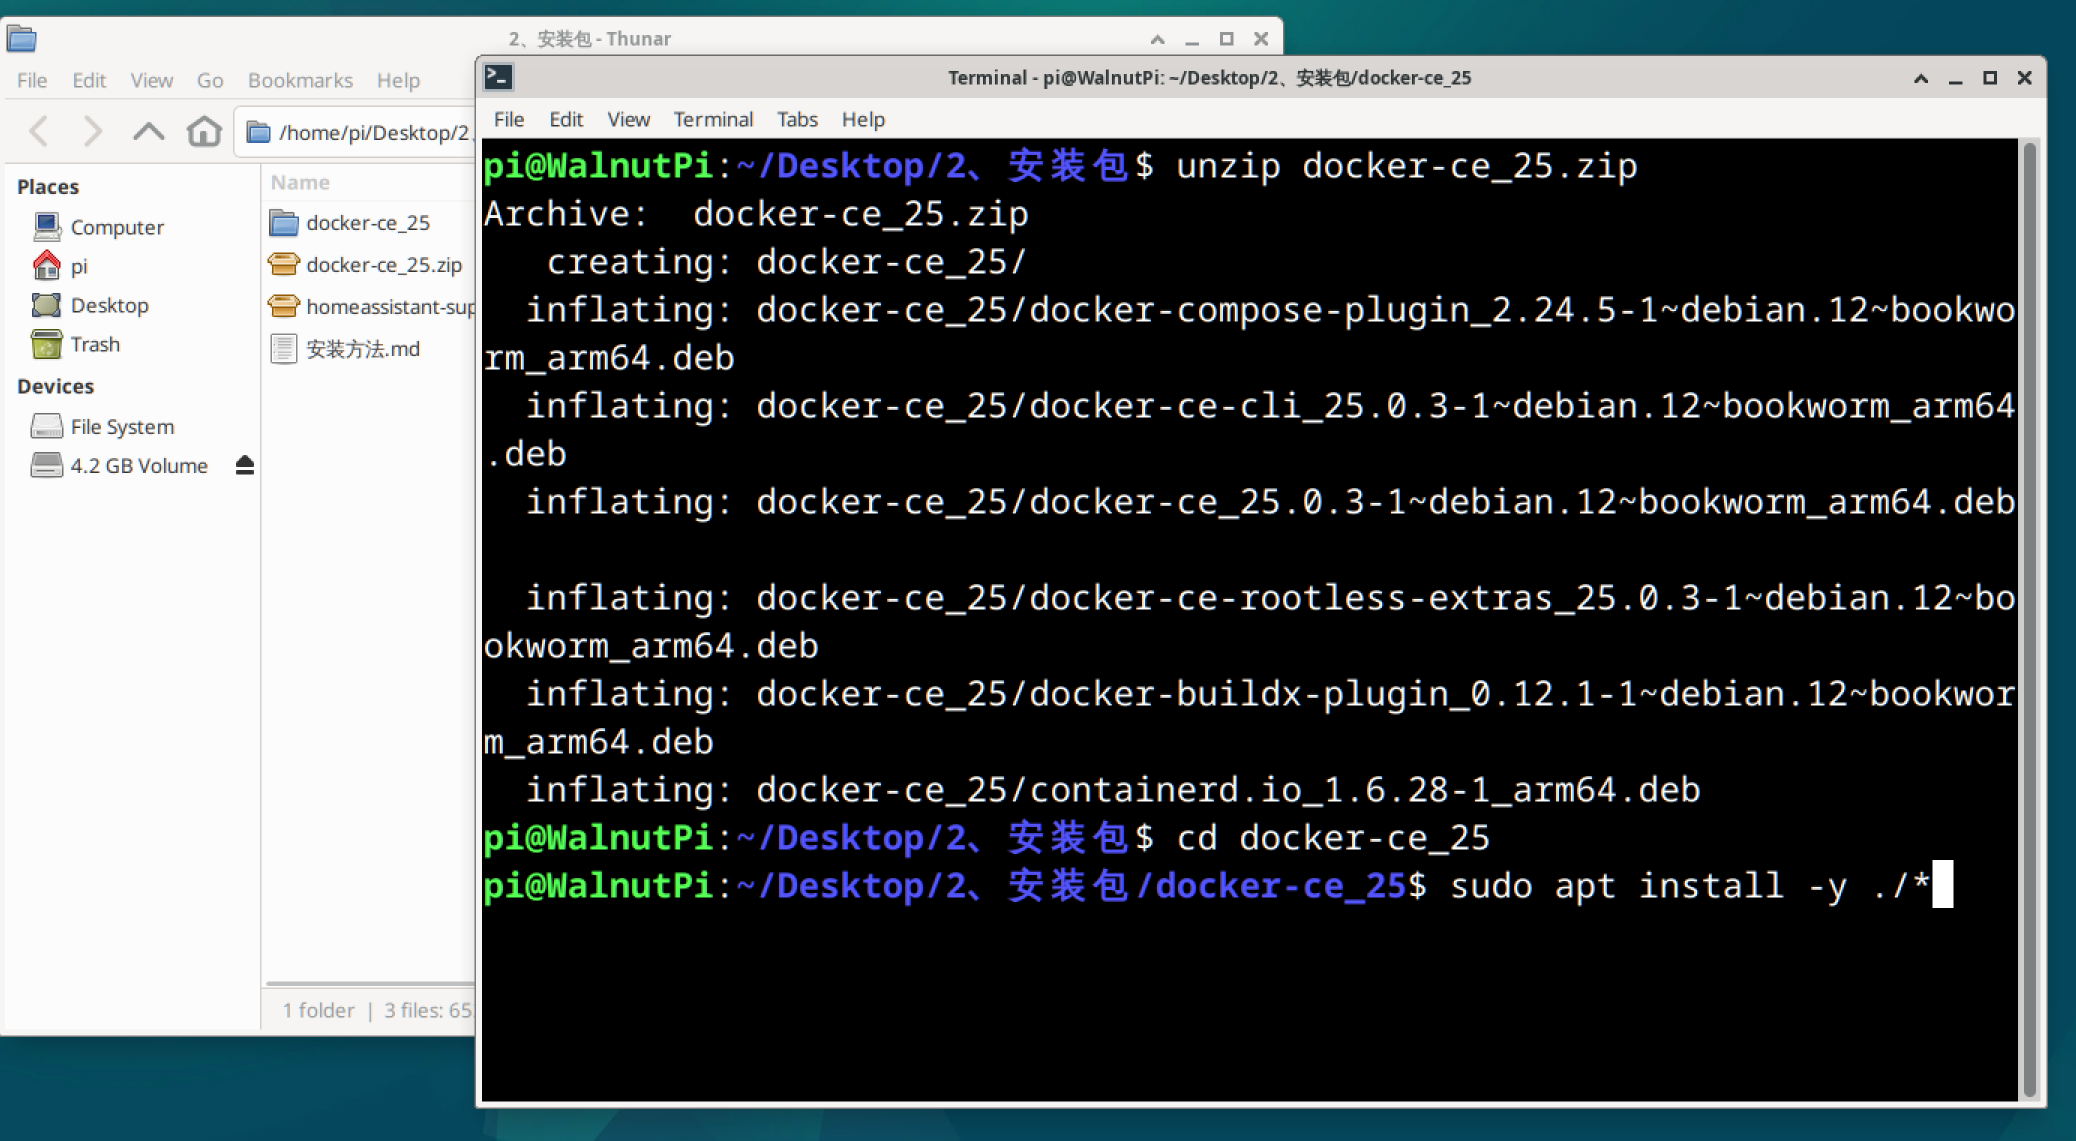 2、安装包 - Thunar
File Edit View Go Bookmarks Help
/home/pi/Desktop/2、
Places
Computer
pi
Desktop
Trash
Devices
File System
4.2 GB Volume
Name
docker-ce_25
docker-ce_25.zip
homeassistant-sup
安装方法.md
1 folder | 3 files: 65
Terminal - pi@WalnutPi: ~/Desktop/2、安装包/docker-ce_25
File Edit View Terminal Tabs Help
pi@WalnutPi:~/Desktop/2、安装包$ unzip docker-ce_25.zip
Archive:  docker-ce_25.zip
   creating: docker-ce_25/
  inflating: docker-ce_25/docker-compose-plugin_2.24.5-1~debian.12~bookwo
rm_arm64.deb
  inflating: docker-ce_25/docker-ce-cli_25.0.3-1~debian.12~bookworm_arm64
.deb
  inflating: docker-ce_25/docker-ce_25.0.3-1~debian.12~bookworm_arm64.deb
  inflating: docker-ce_25/docker-ce-rootless-extras_25.0.3-1~debian.12~bo
okworm_arm64.deb
  inflating: docker-ce_25/docker-buildx-plugin_0.12.1-1~debian.12~bookwor
m_arm64.deb
  inflating: docker-ce_25/containerd.io_1.6.28-1_arm64.deb
pi@WalnutPi:~/Desktop/2、安装包$ cd docker-ce_25
pi@WalnutPi:~/Desktop/2、安装包/docker-ce_25$ sudo apt install -y ./*